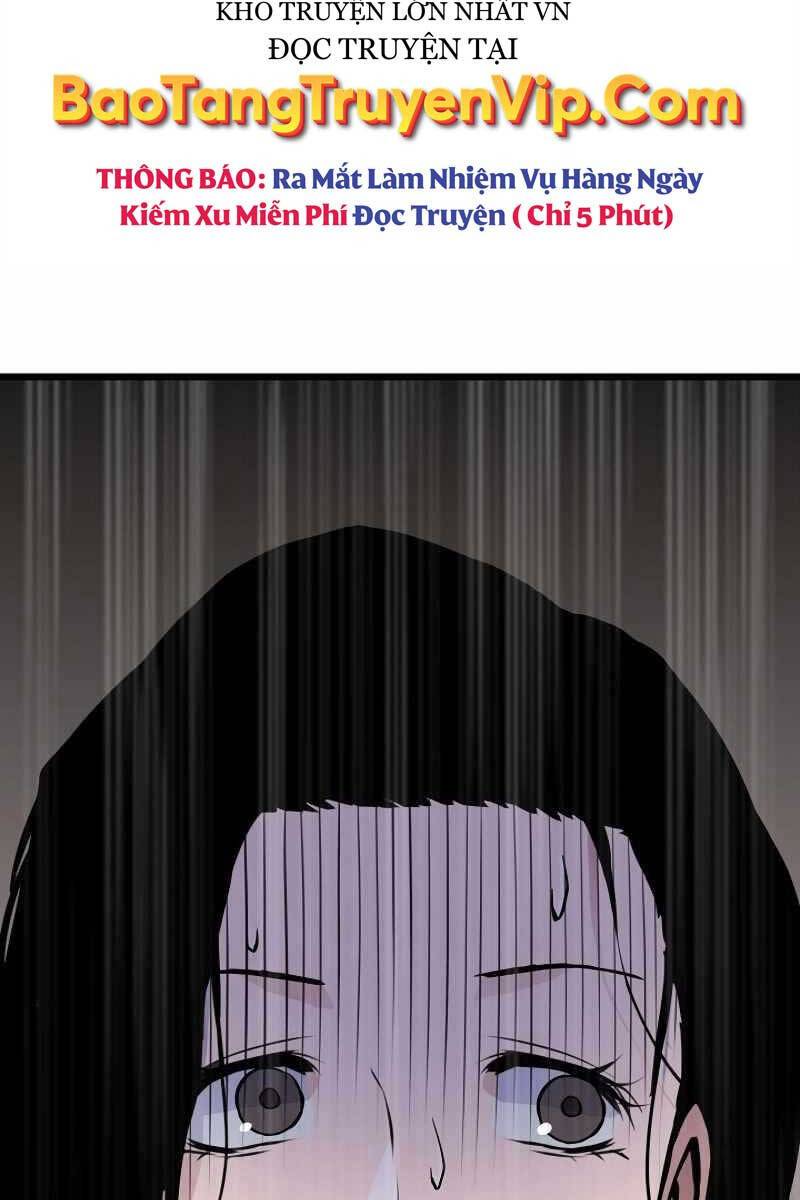 KHO TRUYỆN LỚN NHẤT VN
ĐỌC TRUYỆN TẠI
BaoTangTruyenVip.Com
THÔNG BÁO: Ra Mắt Làm Nhiệm Vụ Hàng Ngày
Kiếm Xu Miễn Phí Đọc Truyện ( Chỉ 5 Phút)